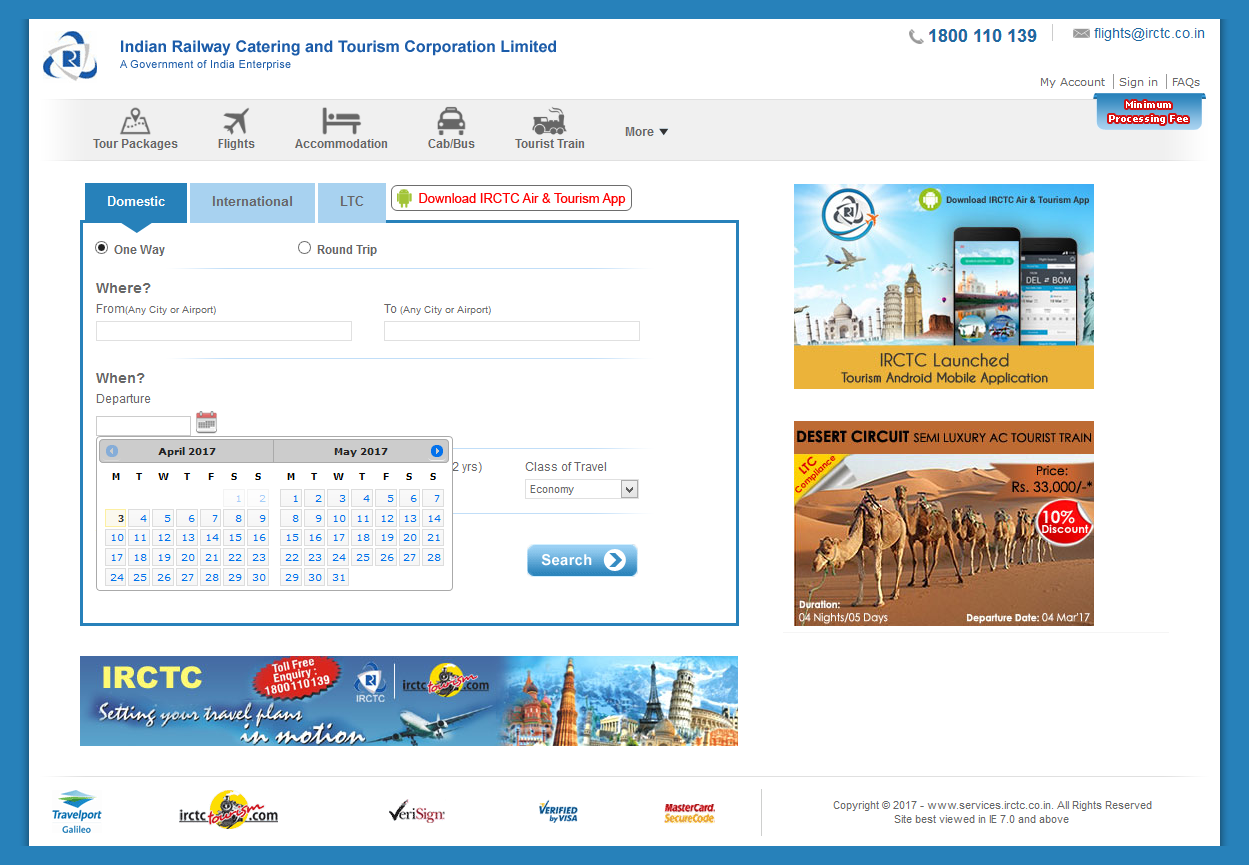 Indian Railway Catering and Tourism Corporation Limited
A Government of India Enterprise
1800 110 139
flights@irctc.co.in
My Account Sign in FAQs
Minimum
Processing Fee
Tour Packages Flights Accommodation Cab/Bus Tourist Train More
Domestic International LTC Download IRCTC Air & Tourism App
One Way Round Trip
Where?
From(Any City or Airport) To (Any City or Airport)
When?
Departure
April 2017 May 2017
2 yrs) Class of Travel
M T W T F S S M T W T F S S
Economy
1 2 1 2 3 4 5 6 7
3 4 5 6 7 8 9 8 9 10 11 12 13 14
10 11 12 13 14 15 16 15 16 17 18 19 20 21
17 18 19 20 21 22 23 22 23 24 25 26 27 28
24 25 26 27 28 29 30 29 30 31
Search
Download IRCTC Air & Tourism App
DEL BOM
IRCTC Launched
Tourism Android Mobile Application
DESERT CIRCUIT SEMI LUXURY AC TOURIST TRAIN
LTC
Compliance
Price:
Rs. 33,000/-*
10%
Discount
Duration:
04 Nights/05 Days Departure Date: 04 Mar'17
IRCTC
Toll Free
Enquiry :
1800110139
IRCTC
irctctourism.com
Setting your travel plans
in motion
Travelport
Galileo
irctctourism.com
VeriSign
VERIFIED
by VISA
MasterCard.
SecureCode.
Copyright © 2017 - www.services.irctc.co.in. All Rights Reserved
Site best viewed in IE 7.0 and above